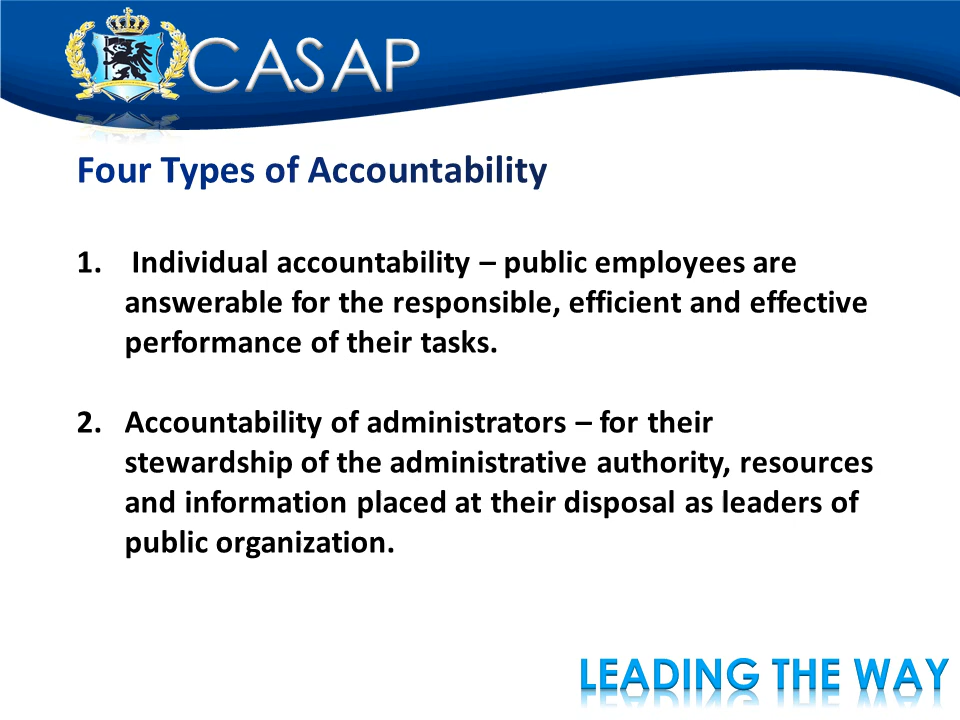 CASAP
Four Types of Accountability
1. Individual accountability – public employees are
answerable for the responsible, efficient and effective
performance of their tasks.
2. Accountability of administrators – for their
stewardship of the administrative authority, resources
and information placed at their disposal as leaders of
public organization.
LEADING THE WAY